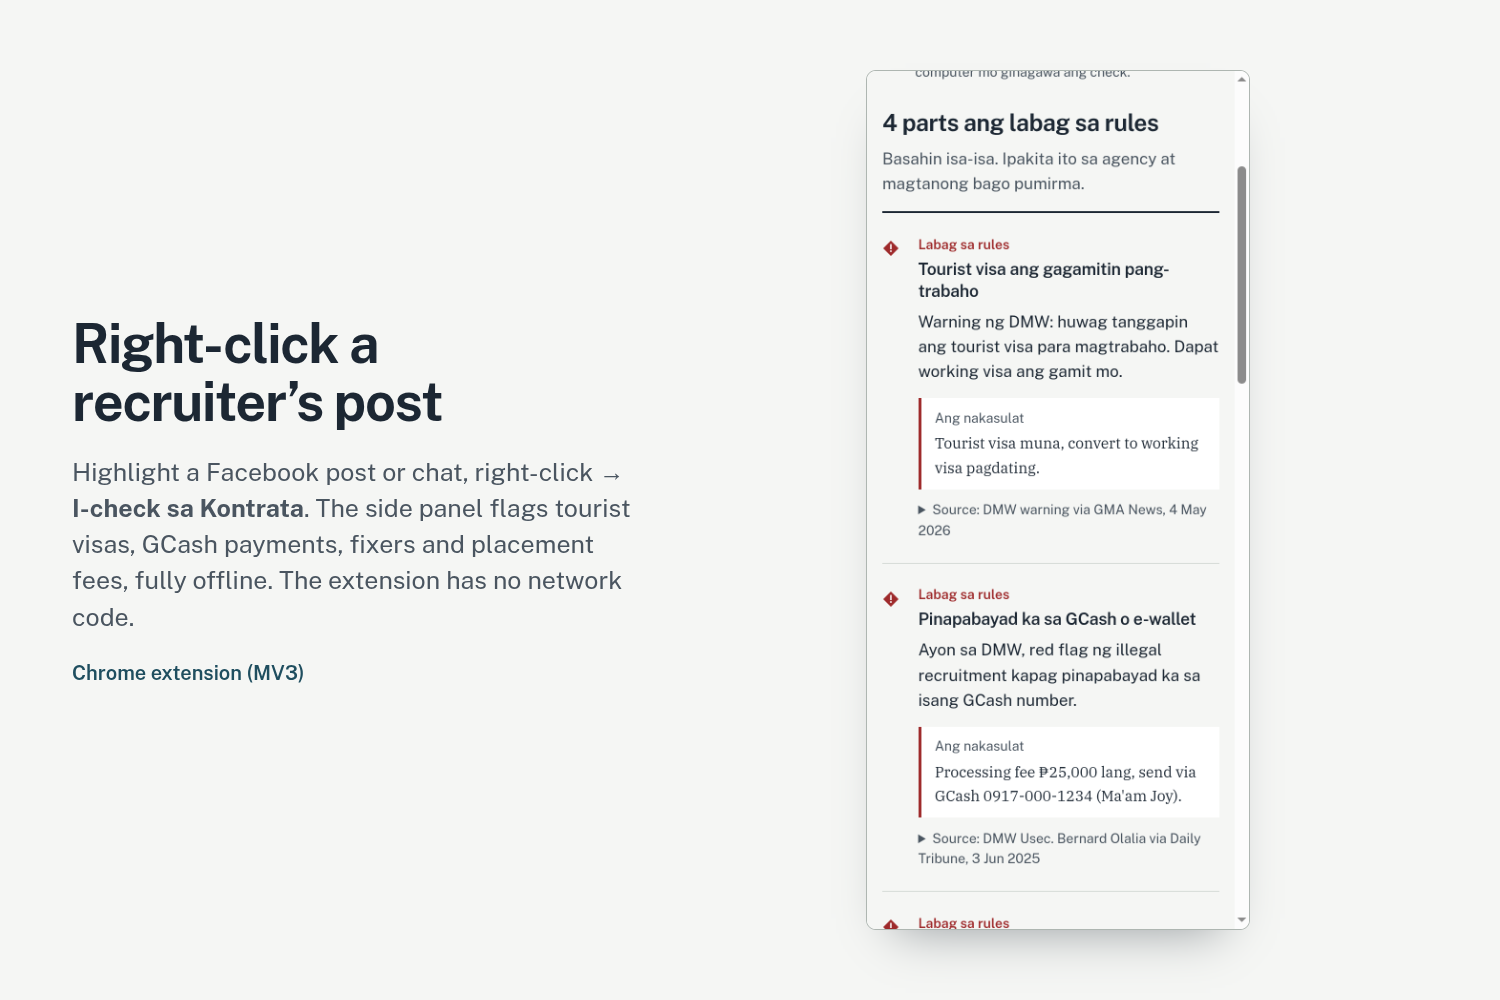 Right-click a
recruiter’s post
Highlight a Facebook post or chat, right-click →
I-check sa Kontrata. The side panel flags tourist
visas, GCash payments, fixers and placement
fees, fully offline. The extension has no network
code.
Chrome extension (MV3)
computer mo ginagawa ang check.
4 parts ang labag sa rules
Basahin isa-isa. Ipakita ito sa agency at
magtanong bago pumirma.
Labag sa rules
Tourist visa ang gagamitin pang-
trabaho
Warning ng DMW: huwag tanggapin
ang tourist visa para magtrabaho. Dapat
working visa ang gamit mo.
Ang nakasulat
Tourist visa muna, convert to working
visa pagdating.
▶ Source: DMW warning via GMA News, 4 May
2026
Labag sa rules
Pinapabayad ka sa GCash o e-wallet
Ayon sa DMW, red flag ng illegal
recruitment kapag pinapabayad ka sa
isang GCash number.
Ang nakasulat
Processing fee ₱25,000 lang, send via
GCash 0917-000-1234 (Ma'am Joy).
▶ Source: DMW Usec. Bernard Olalia via Daily
Tribune, 3 Jun 2025
Labag sa rules